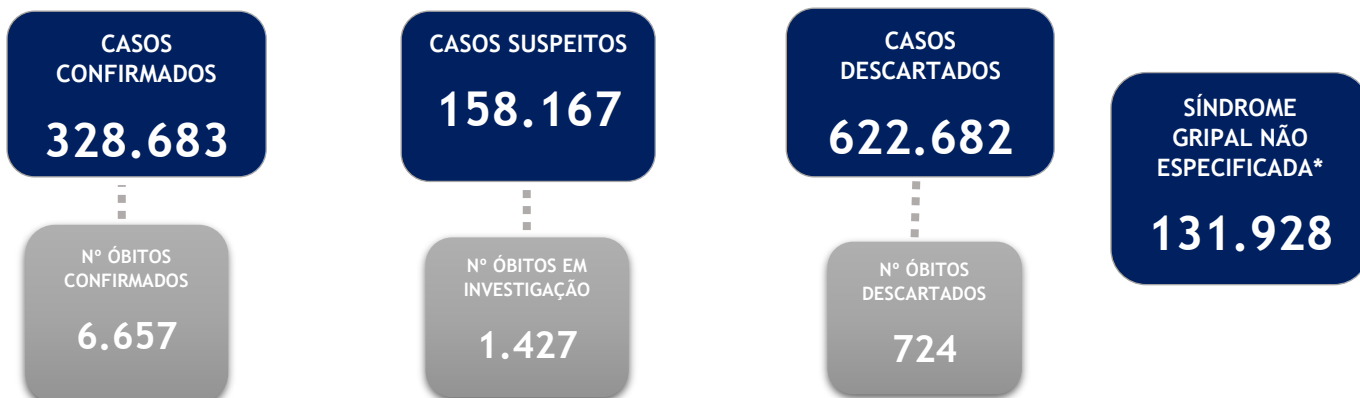 CASOS
CONFIRMADOS
328.683
Nº ÓBITOS
CONFIRMADOS
6.657
CASOS SUSPEITOS
158.167
Nº ÓBITOS EM
INVESTIGAÇÃO
1.427
CASOS
DESCARTADOS
622.682
Nº ÓBITOS
DESCARTADOS
724
SÍNDROME
GRIPAL NÃO
ESPECIFICADA*
131.928